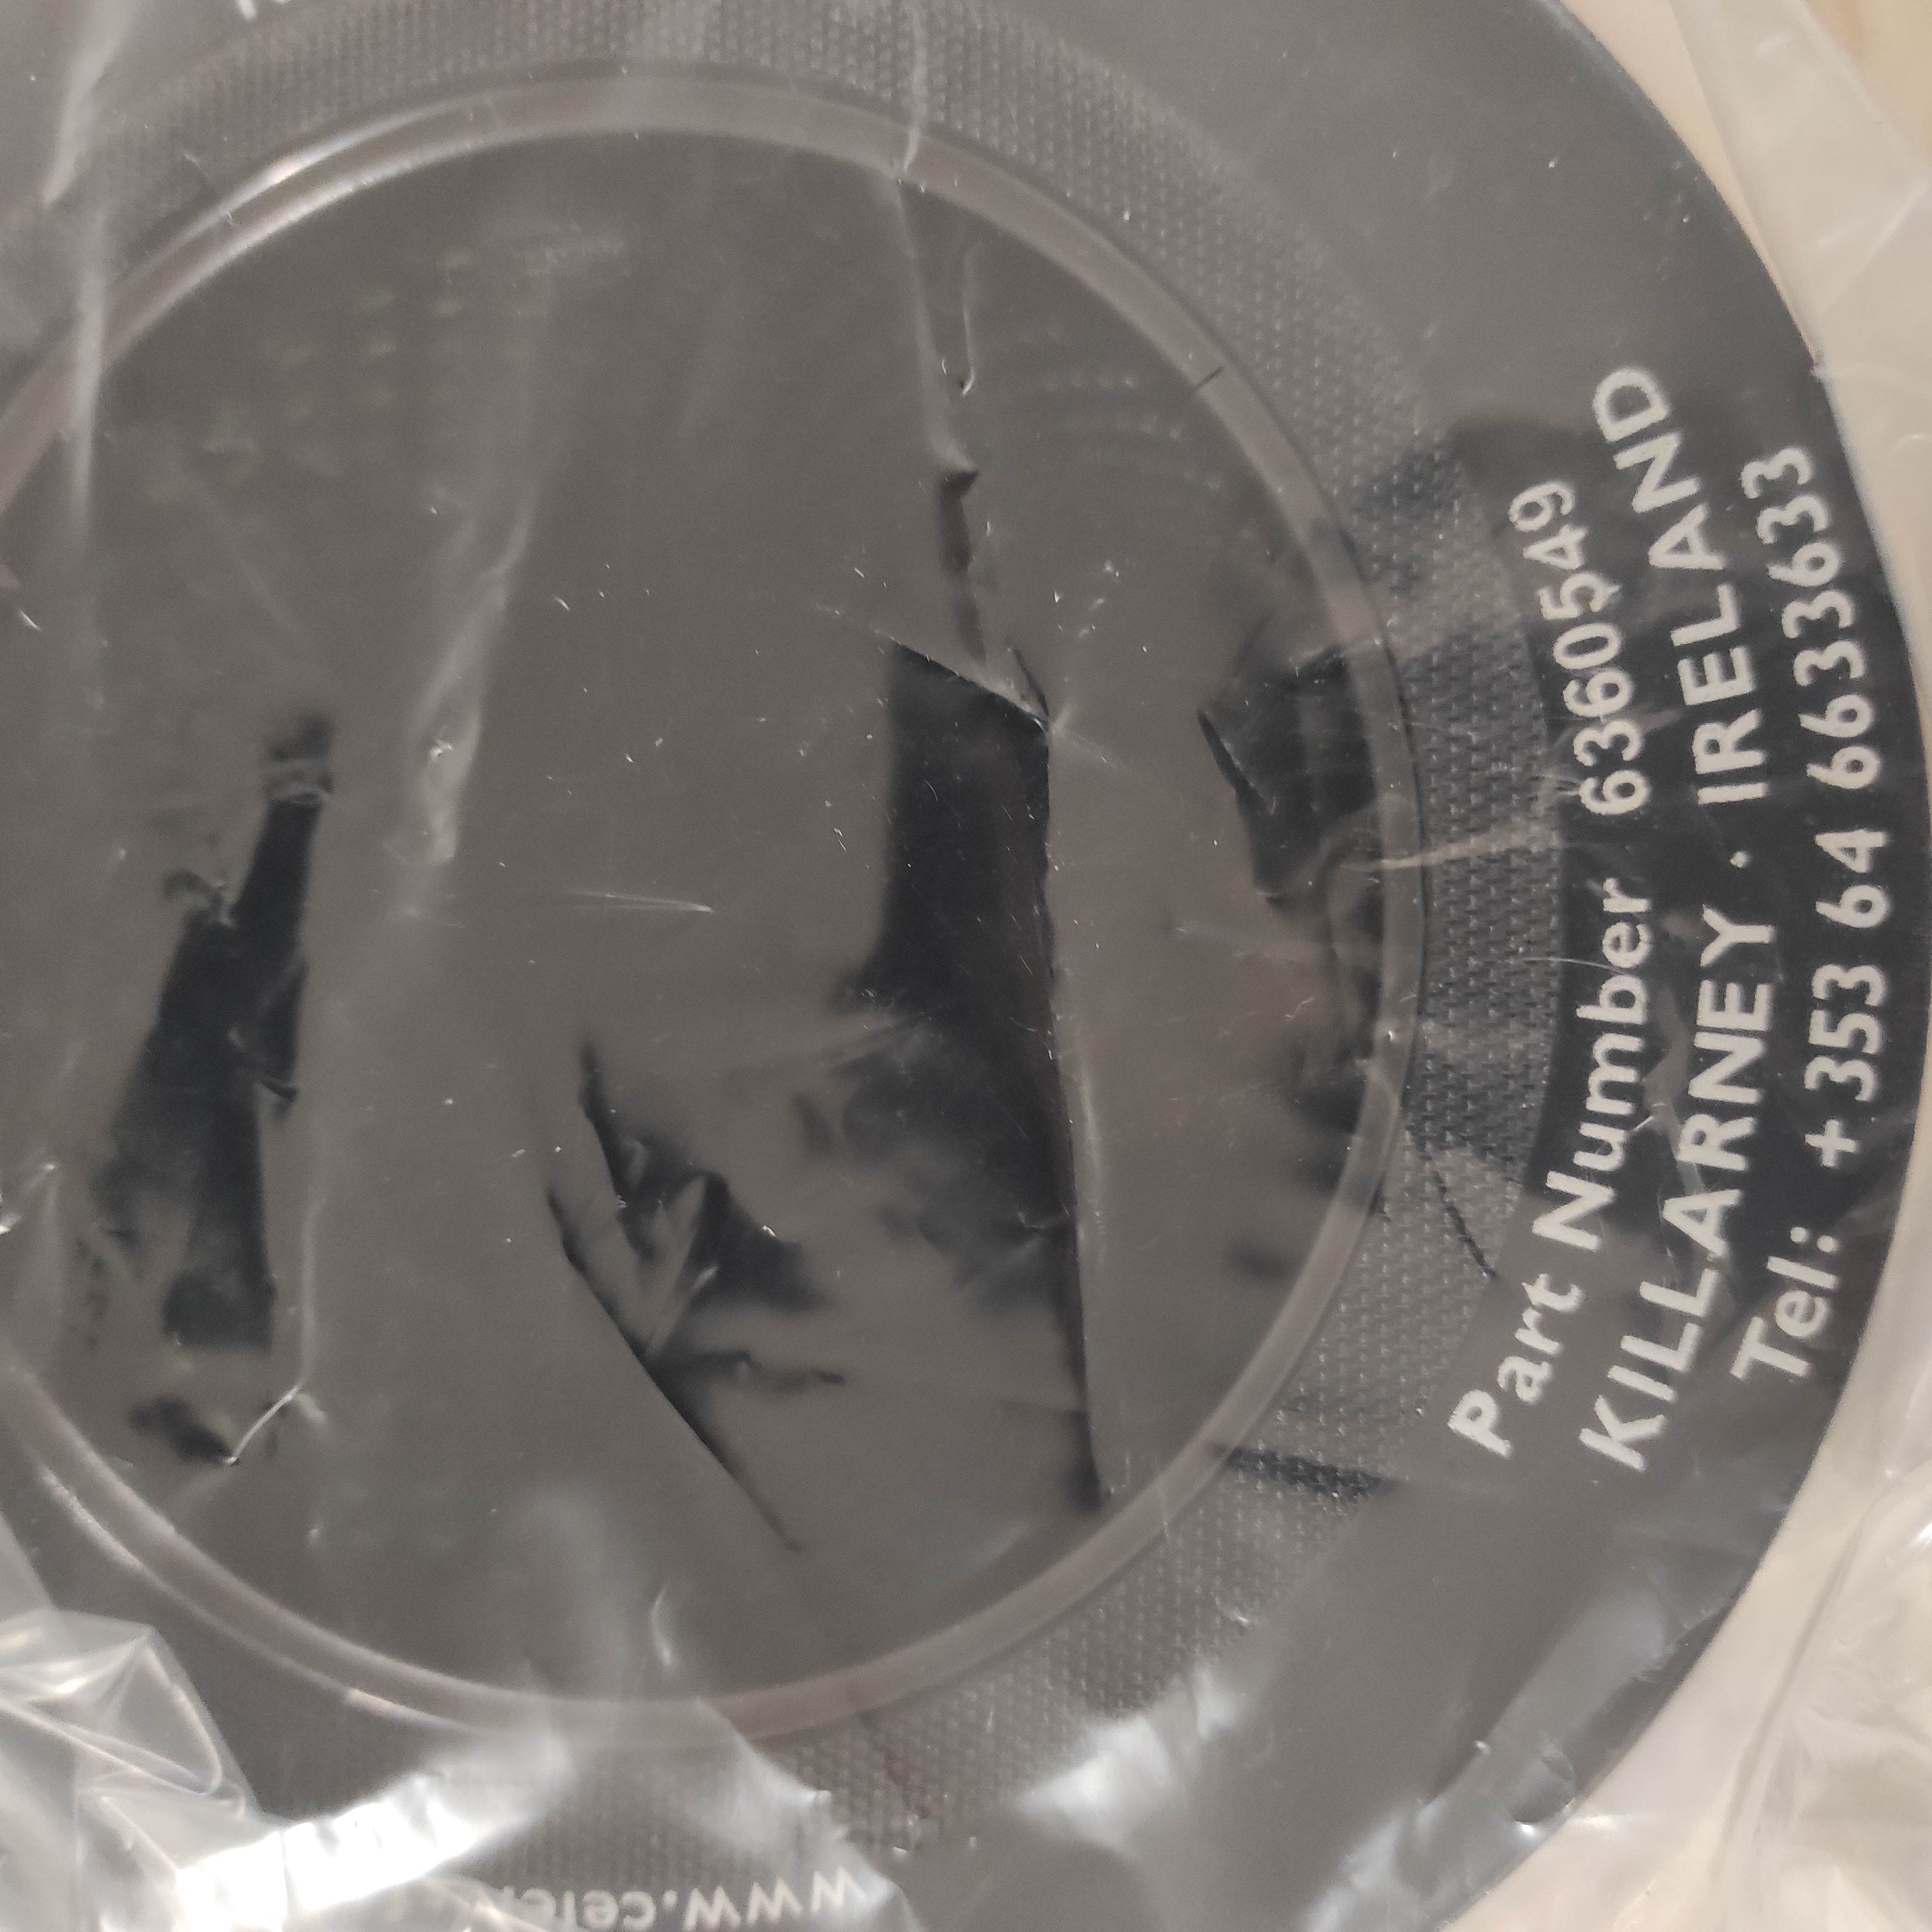 Part Number 63605549
KILLARNEY · IRELAND
Tel: +353 64 6633633